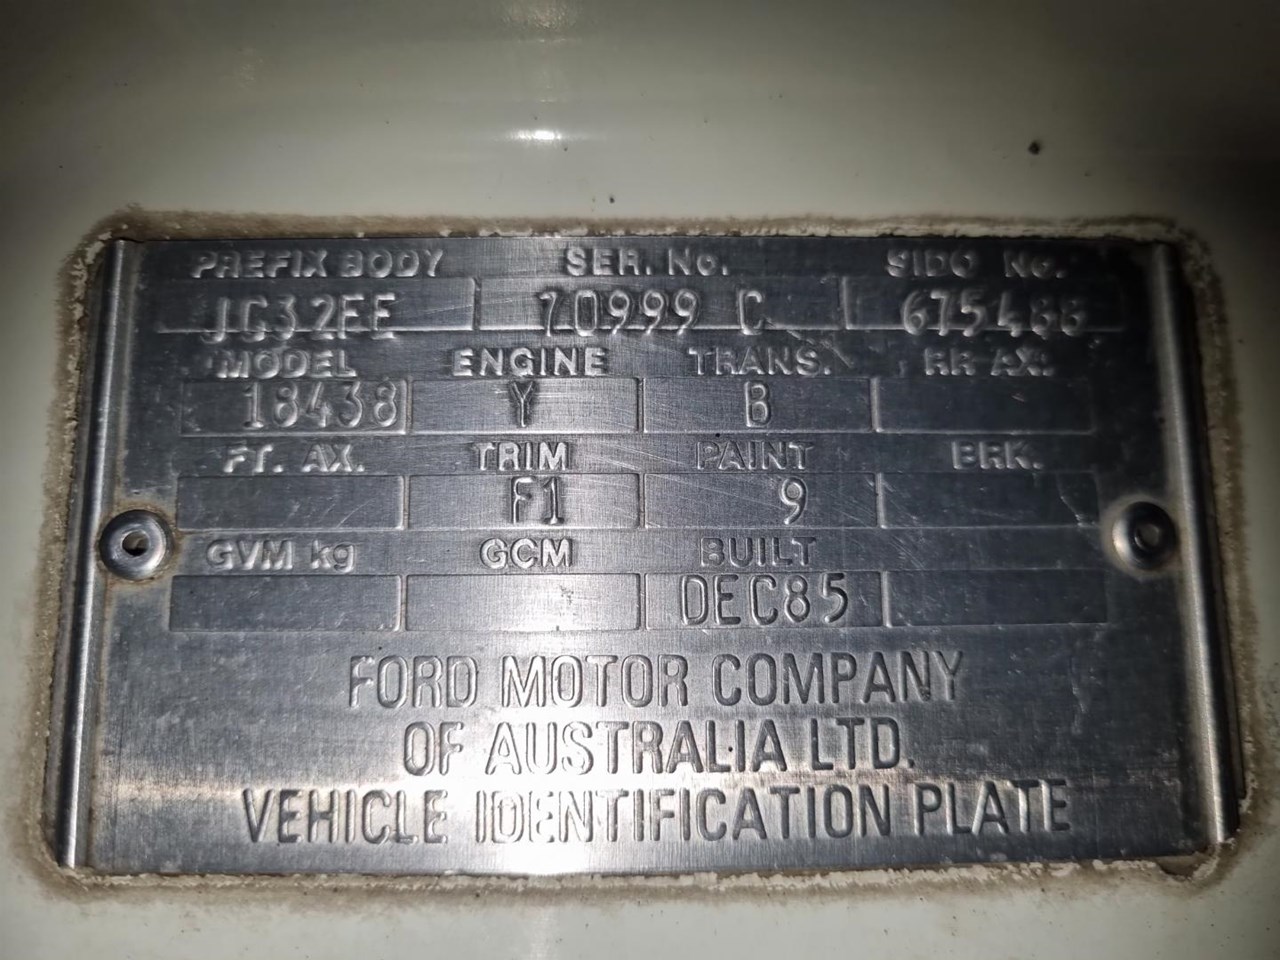 PREFIX BODY SER. No. SIDO No.
JG32FE 10999 C 675488
MODEL ENGINE TRANS. RR AX.
18438 Y B
FT. AX. TRIM PAINT BRK.
F1 9
GVM kg GCM BUILT
DEC85
FORD MOTOR COMPANY
OF AUSTRALIA LTD.
VEHICLE IDENTIFICATION PLATE